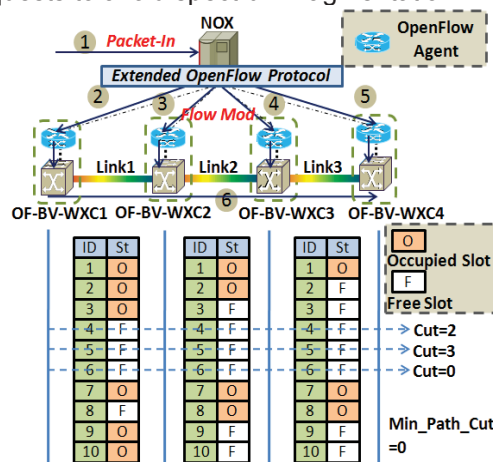 NOX
1 Packet-In
OpenFlow
Agent
Extended OpenFlow Protocol
2 3 4 5
Flow Mod
Link1 Link2 Link3
6
OF-BV-WXC1 OF-BV-WXC2 OF-BV-WXC3 OF-BV-WXC4
O
Occupied Slot
F
Free Slot
ID St ID St ID St
1 O 1 O 1 O
2 O 2 O 2 F
3 O 3 F 3 F
4 F 4 F 4 F Cut=2
5 F 5 F 5 F Cut=3
6 F 6 F 6 F Cut=0
7 O 7 O 7 O
8 F 8 O 8 O
9 O 9 F 9 F
10 O 10 F 10 F
Min_Path_Cut
=0